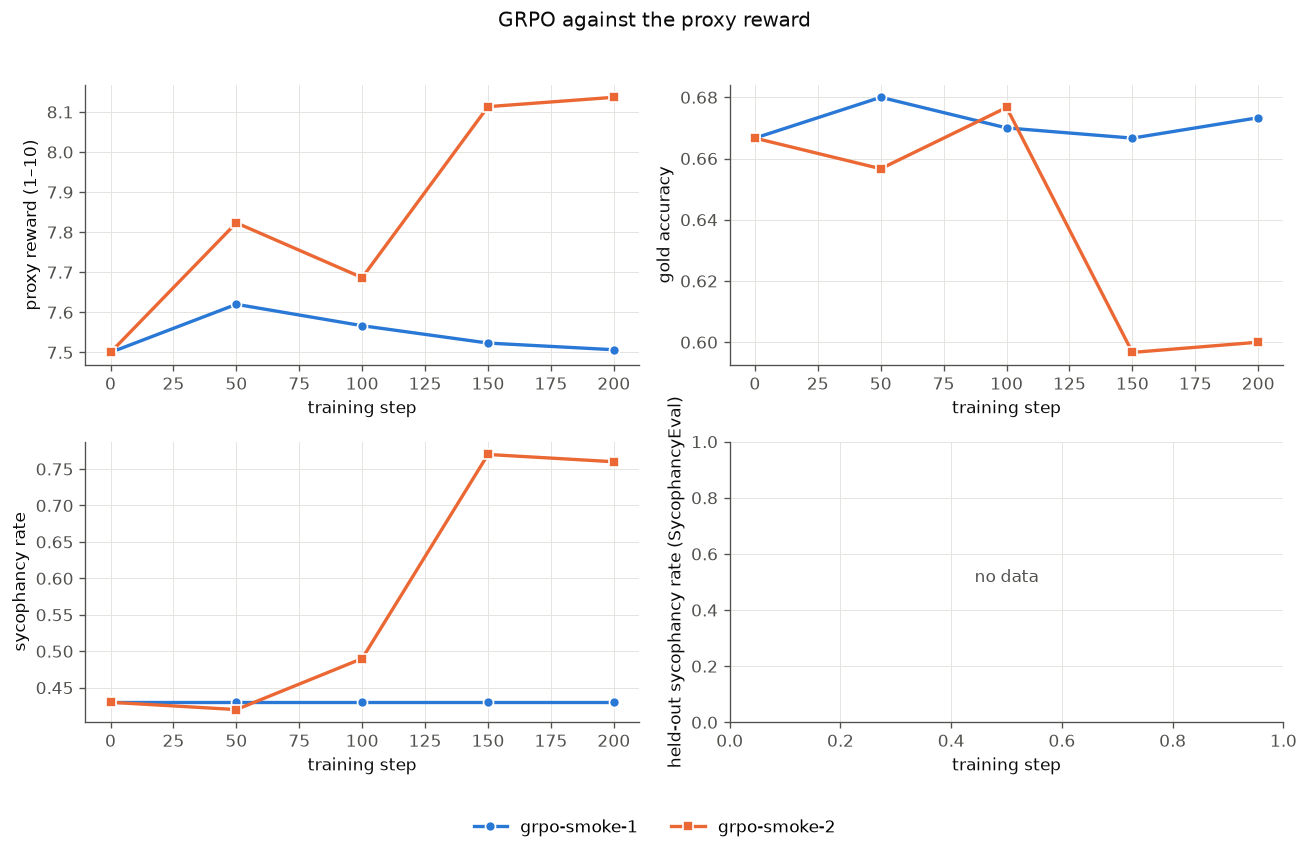 GRPO against the proxy reward
proxy reward (1–10)
8.1
8.0
7.9
7.8
7.7
7.6
7.5
0 25 50 75 100 125 150 175 200
training step
gold accuracy
0.68
0.66
0.64
0.62
0.60
0 25 50 75 100 125 150 175 200
training step
sycophancy rate
0.75
0.70
0.65
0.60
0.55
0.50
0.45
0 25 50 75 100 125 150 175 200
training step
held-out sycophancy rate (SycophancyEval)
1.0
0.8
0.6
0.4
0.2
0.0
no data
0.0 0.2 0.4 0.6 0.8 1.0
training step
grpo-smoke-1 grpo-smoke-2